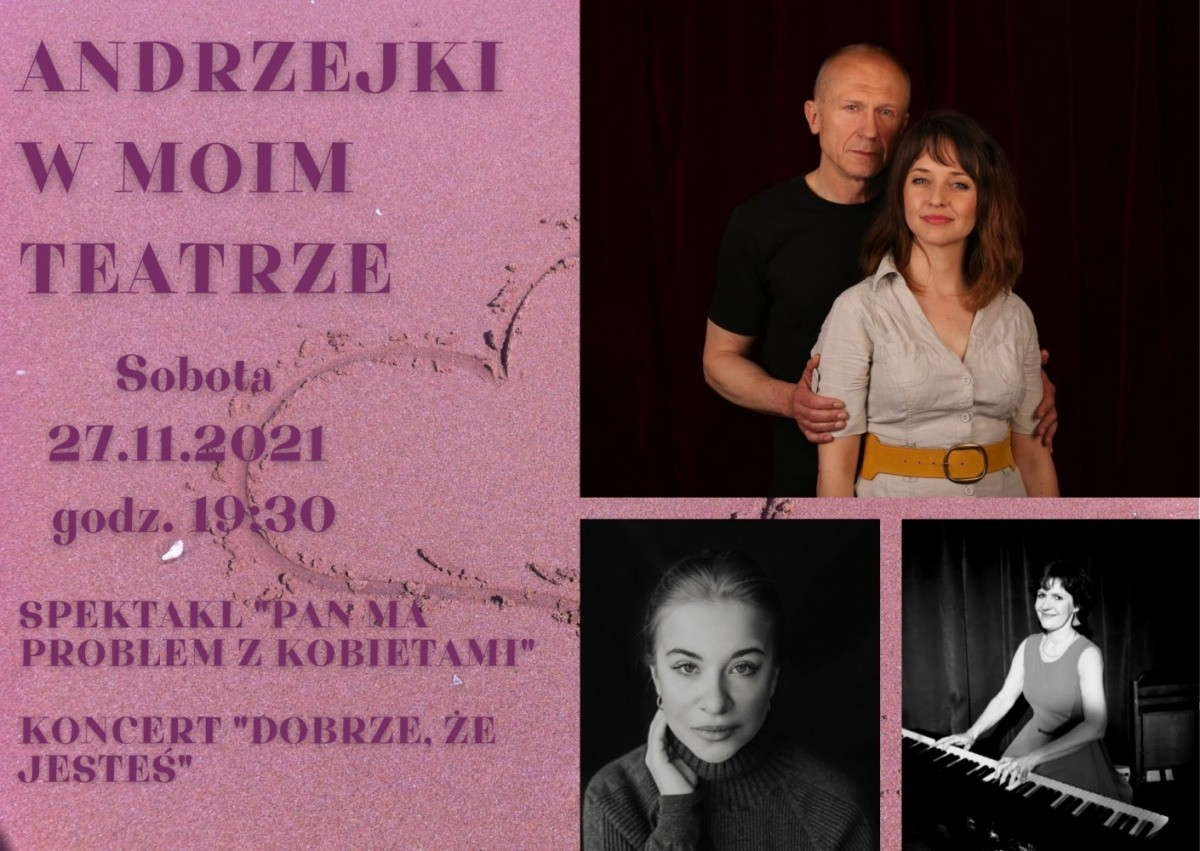 ANDRZEJKI
W MOIM
TEATRZE
Sobota
27.11.2021
godz. 19:30
SPEKTAKL "PAN MA
PROBLEM Z KOBIETAMI"
KONCERT "DOBRZE, ŻE
JESTEŚ"